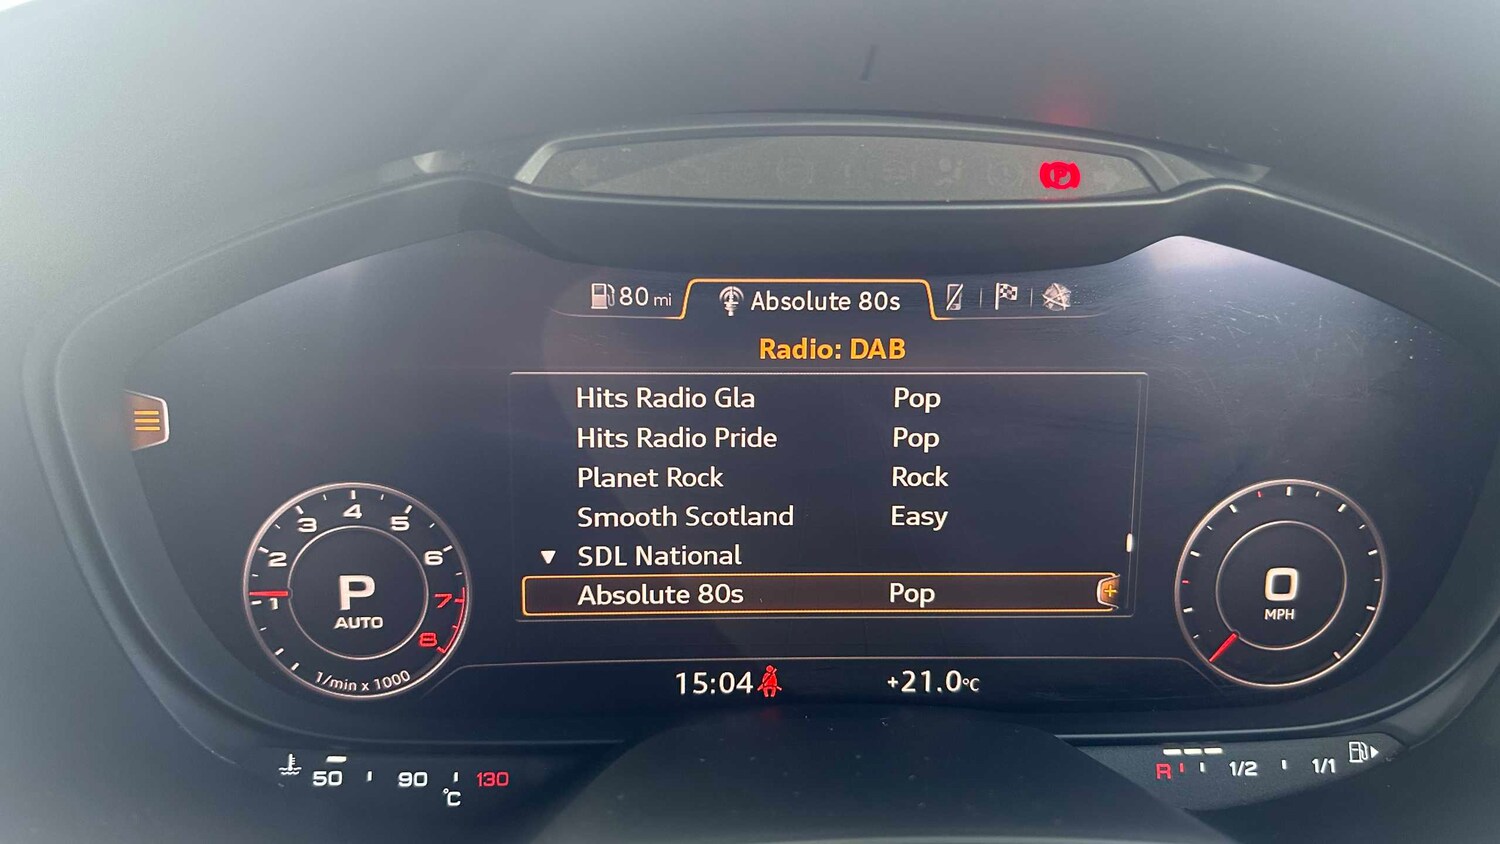 P
80 mi
Absolute 80s
Radio: DAB
Hits Radio Gla Pop
Hits Radio Pride Pop
Planet Rock Rock
Smooth Scotland Easy
SDL National
Absolute 80s Pop
1 2 3 4 5 6 7 8
P
AUTO
1/min x 1000
0
MPH
15:04
+21.0°C
50 90 130
°C
R 1/2 1/1